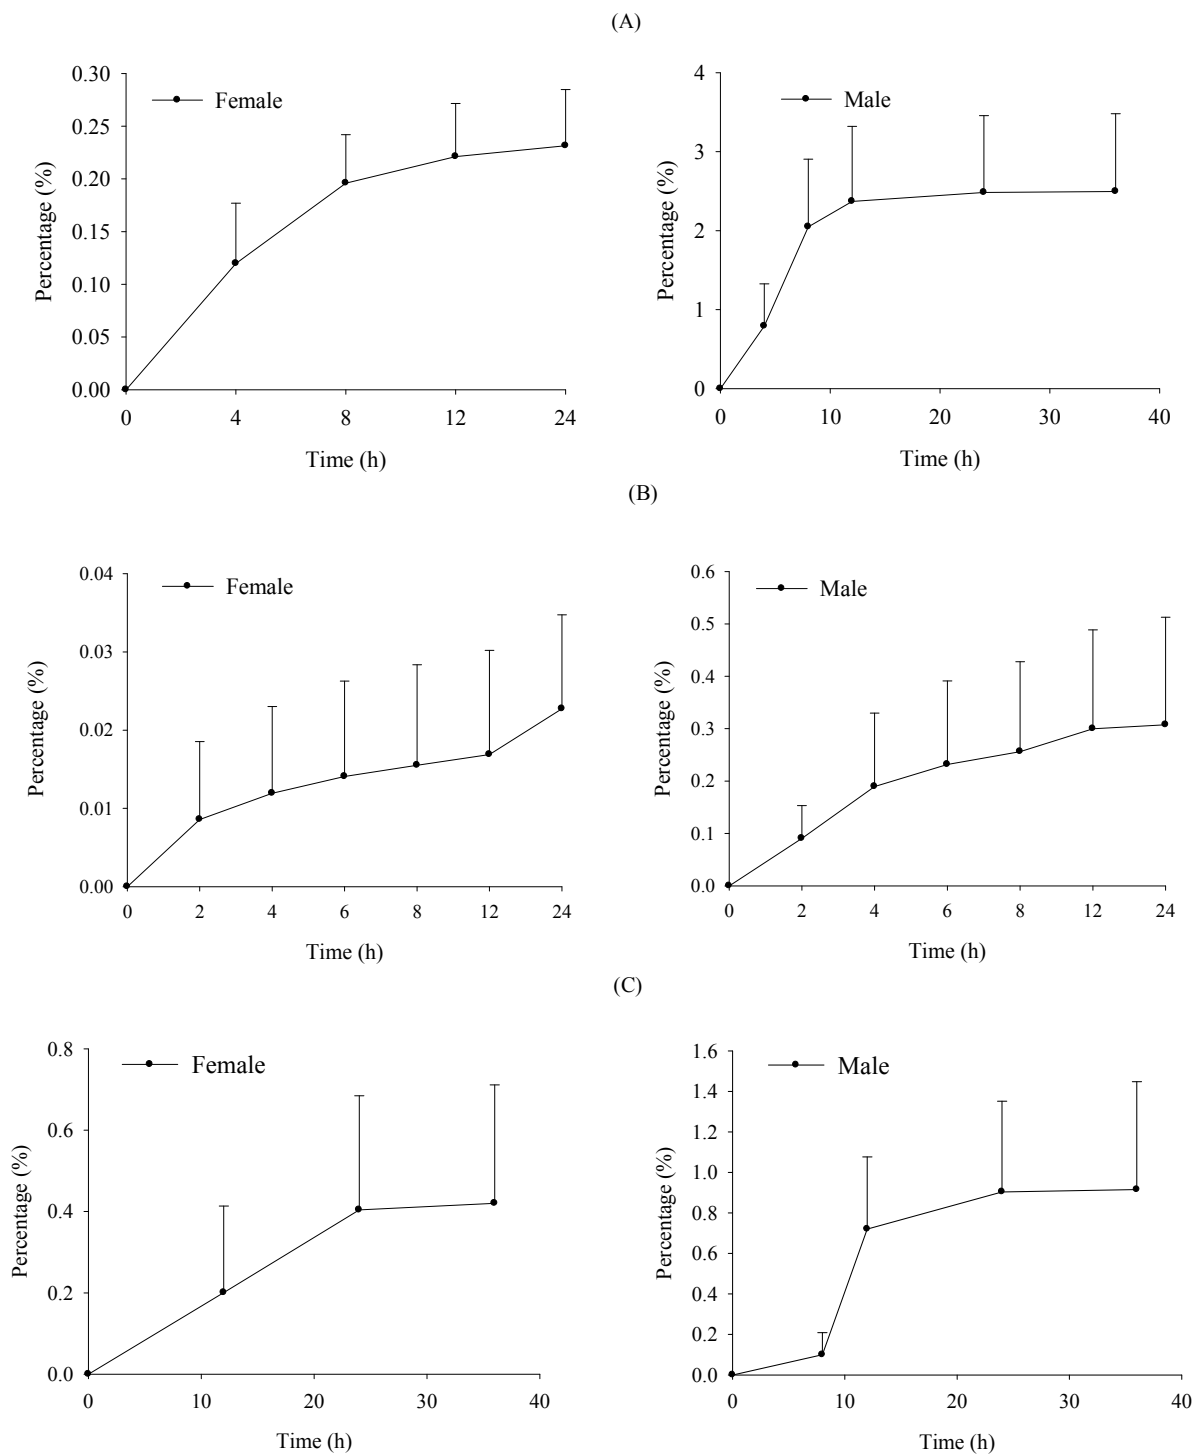 (A)
Female
Percentage (%)
0.30
0.25
0.20
0.15
0.10
0.05
0.00
0 4 8 12 24
Time (h)
Male
Percentage (%)
4
3
2
1
0
0 10 20 30 40
Time (h)
(B)
Female
Percentage (%)
0.04
0.03
0.02
0.01
0.00
0 2 4 6 8 12 24
Time (h)
Male
Percentage (%)
0.6
0.5
0.4
0.3
0.2
0.1
0.0
0 2 4 6 8 12 24
Time (h)
(C)
Female
Percentage (%)
0.8
0.6
0.4
0.2
0.0
0 10 20 30 40
Time (h)
Male
Percentage (%)
1.6
1.4
1.2
1.0
0.8
0.6
0.4
0.2
0.0
0 10 20 30 40
Time (h)